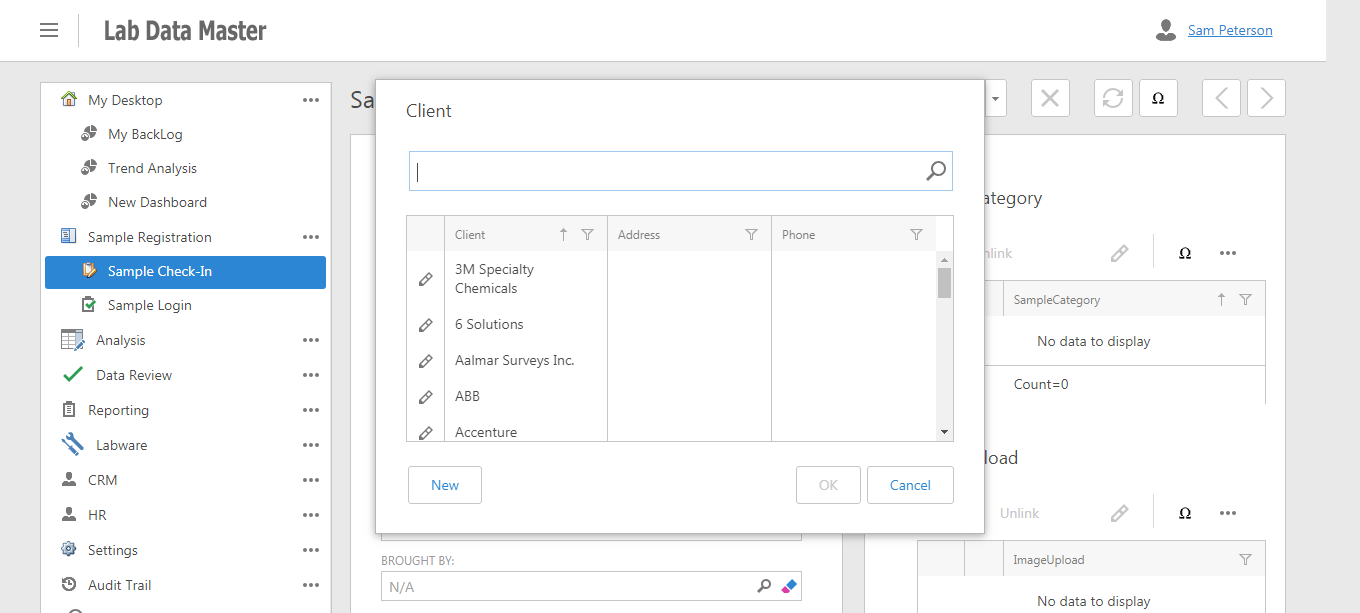 Lab Data Master
Sam Peterson
My Desktop
My BackLog
Trend Analysis
New Dashboard
Sample Registration
Sample Check-In
Sample Login
Analysis
Data Review
Reporting
Labware
CRM
HR
Settings
Audit Trail
Sa
Ω
Client
Client
Address
Phone
3M Specialty
Chemicals
6 Solutions
Aalmar Surveys Inc.
ABB
Accenture
New
OK
Cancel
BROUGHT BY:
N/A
ategory
nlink
Ω
SampleCategory
No data to display
Count=0
load
Unlink
Ω
ImageUpload
No data to display